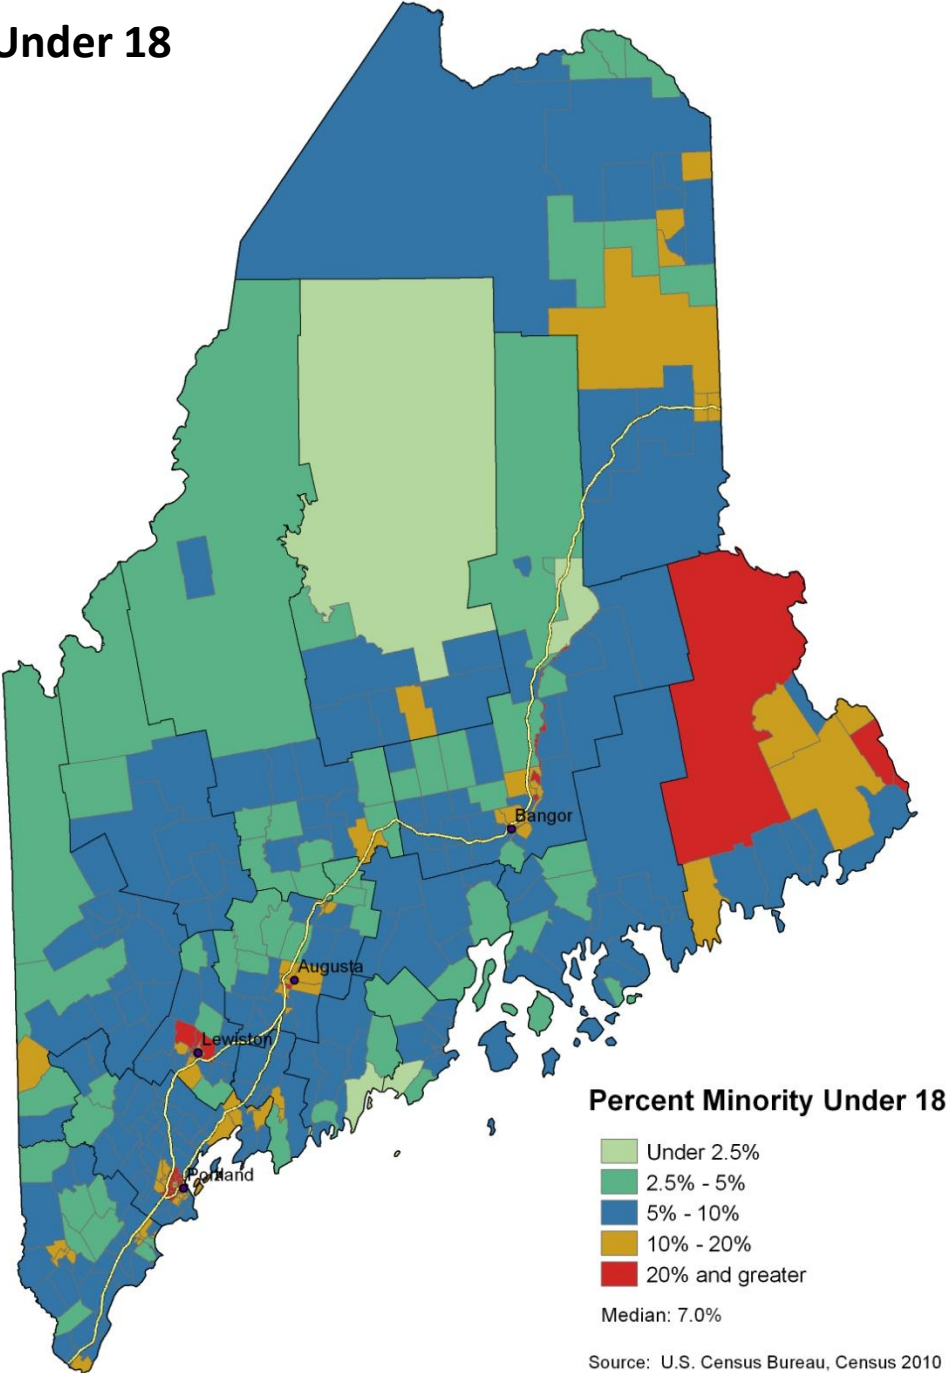 Under 18
Bangor
Augusta
Lewiston
Portland
Percent Minority Under 18
Under 2.5%
2.5% - 5%
5% - 10%
10% - 20%
20% and greater
Median: 7.0%
Source: U.S. Census Bureau, Census 2010